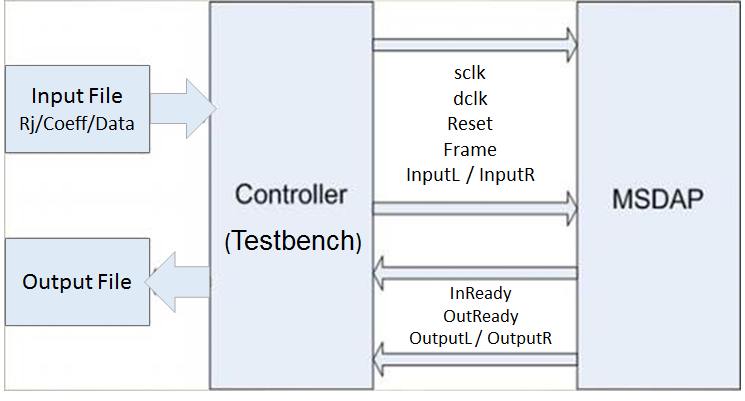 Input File
Rj/Coeff/Data
Output File
Controller
(Testbench)
sclk
dclk
Reset
Frame
InputL / InputR
InReady
OutReady
OutputL / OutputR
MSDAP